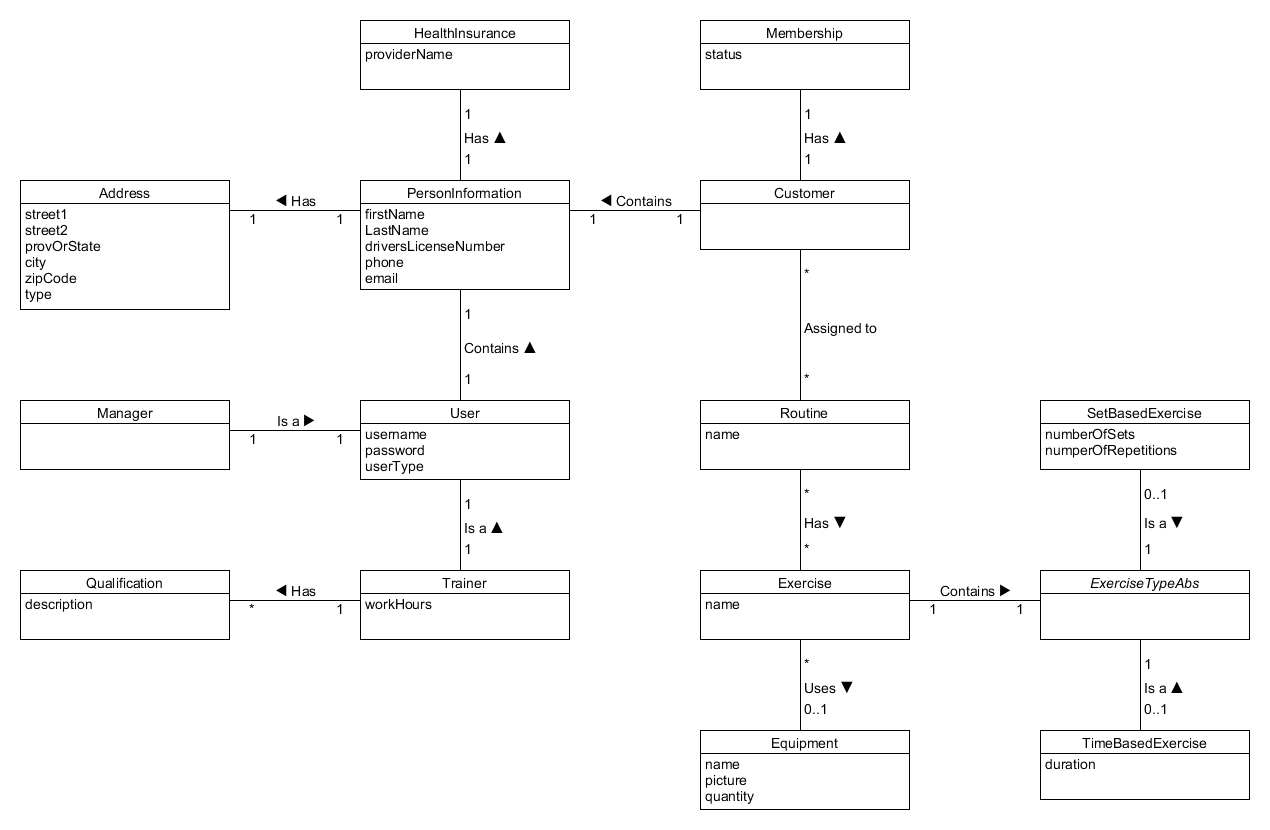 HealthInsurance
providerName
Membership
status
1
Has ▲
1
1
Has ▲
1
Address
street1
street2
provOrState
city
zipCode
type
◀ Has
1
1
PersonInformation
firstName
LastName
driversLicenseNumber
phone
email
◀ Contains
1
1
Customer
1
Contains ▲
1
*
Assigned to
*
Manager
Is a ▶
1
1
User
username
password
userType
Routine
name
SetBasedExercise
numberOfSets
numperOfRepetitions
1
Is a ▲
1
*
Has ▼
*
0..1
Is a ▼
1
Qualification
description
◀ Has
*
1
Trainer
workHours
Exercise
name
Contains ▶
1
1
ExerciseTypeAbs
*
Uses ▼
0..1
1
Is a ▲
0..1
Equipment
name
picture
quantity
TimeBasedExercise
duration